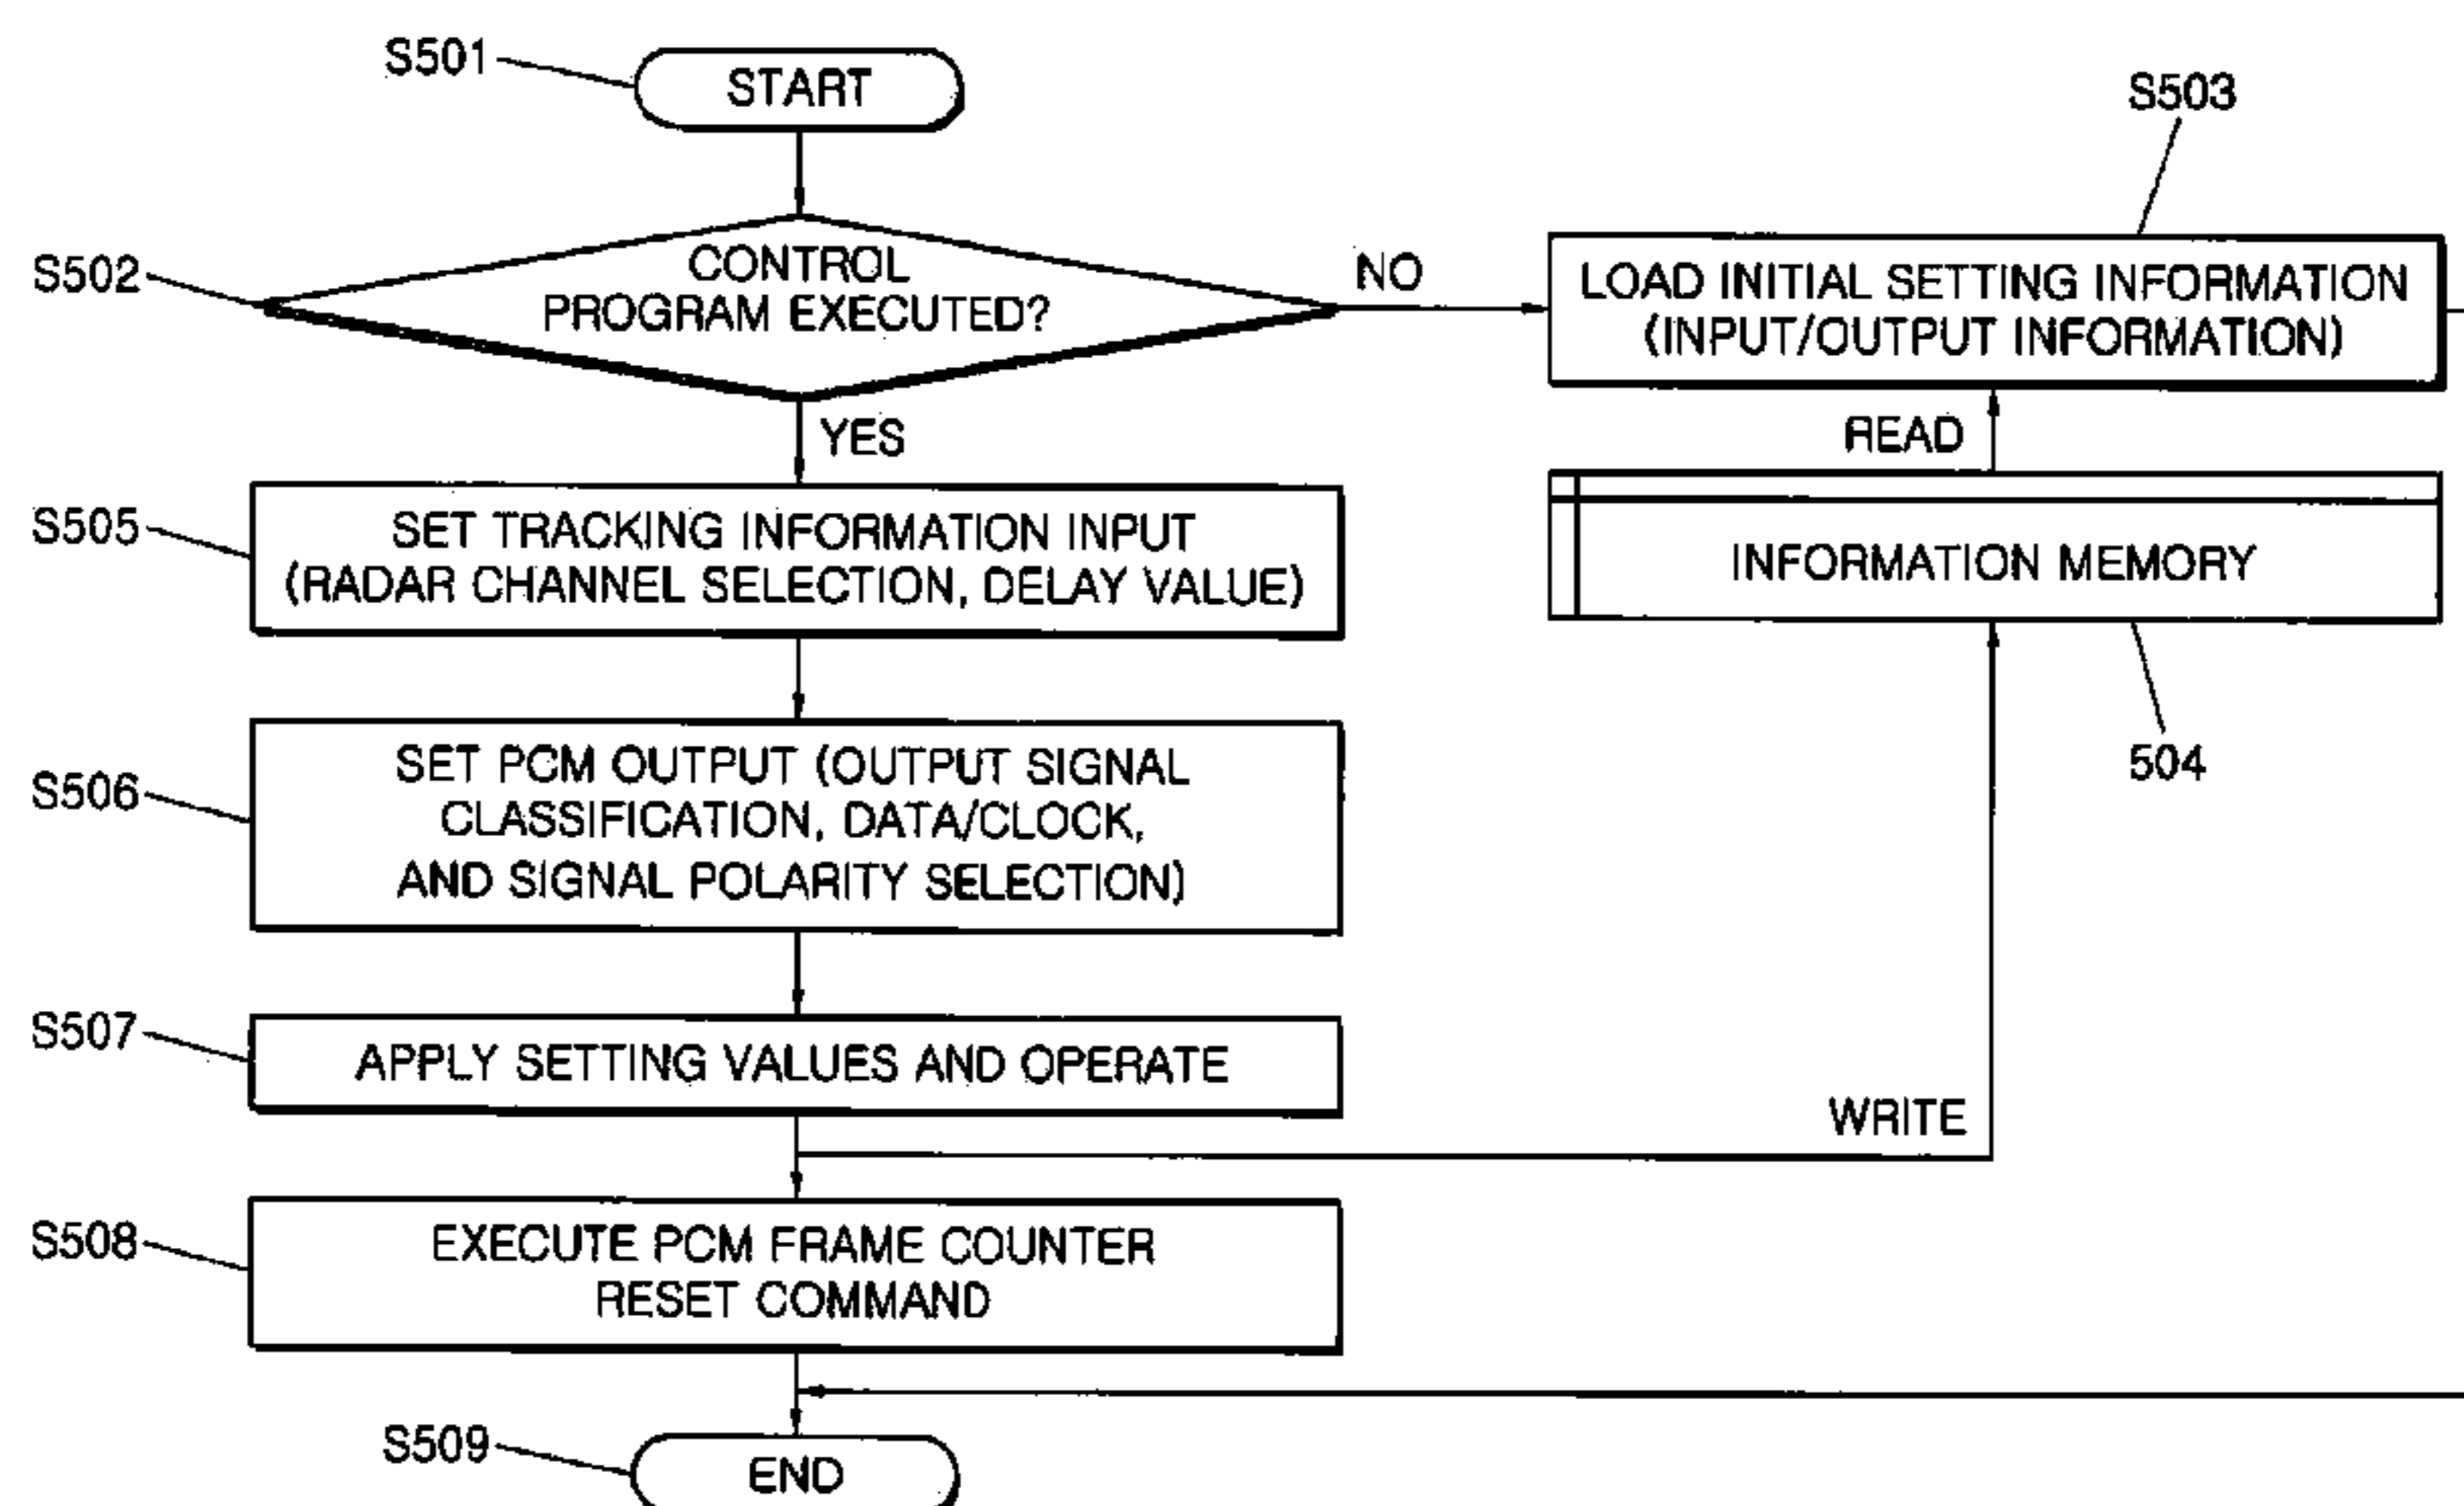 S501
START
S503
S502
CONTROL
PROGRAM EXECUTED?
NO
LOAD INITIAL SETTING INFORMATION
(INPUT/OUTPUT INFORMATION)
YES
READ
S505
SET TRACKING INFORMATION INPUT
(RADAR CHANNEL SELECTION, DELAY VALUE)
INFORMATION MEMORY
504
S506
SET PCM OUTPUT (OUTPUT SIGNAL
CLASSIFICATION, DATA/CLOCK,
AND SIGNAL POLARITY SELECTION)
S507
APPLY SETTING VALUES AND OPERATE
WRITE
S508
EXECUTE PCM FRAME COUNTER
RESET COMMAND
S509
END